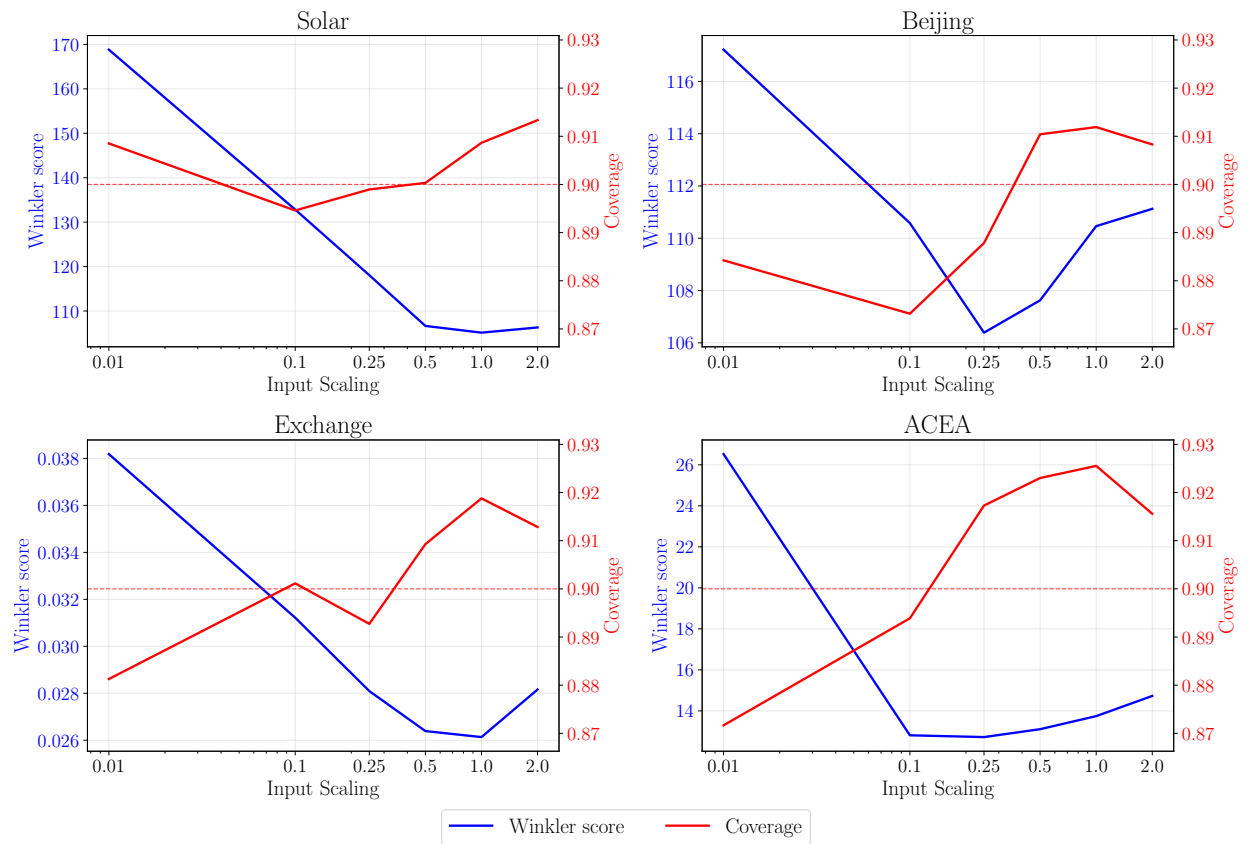 Solar
170
160
150
140
130
120
110
Winkler score
0.93
0.92
0.91
0.90
0.89
0.88
0.87
Coverage
0.01 0.1 0.25 0.5 1.0 2.0
Input Scaling
Beijing
116
114
112
110
108
106
Winkler score
0.93
0.92
0.91
0.90
0.89
0.88
0.87
Coverage
0.01 0.1 0.25 0.5 1.0 2.0
Input Scaling
Exchange
0.038
0.036
0.034
0.032
0.030
0.028
0.026
Winkler score
0.93
0.92
0.91
0.90
0.89
0.88
0.87
Coverage
0.01 0.1 0.25 0.5 1.0 2.0
Input Scaling
ACEA
26
24
22
20
18
16
14
Winkler score
0.93
0.92
0.91
0.90
0.89
0.88
0.87
Coverage
0.01 0.1 0.25 0.5 1.0 2.0
Input Scaling
Winkler score Coverage